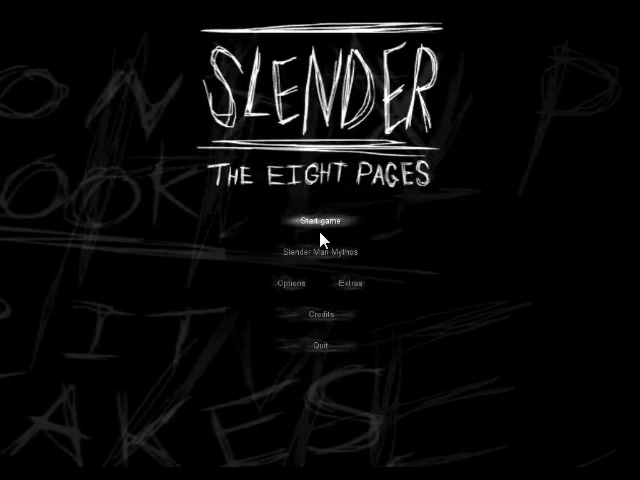 SLENDER
THE EIGHT PAGES
Start game
Slender Man Mythos
Options Extras
Credits
Quit